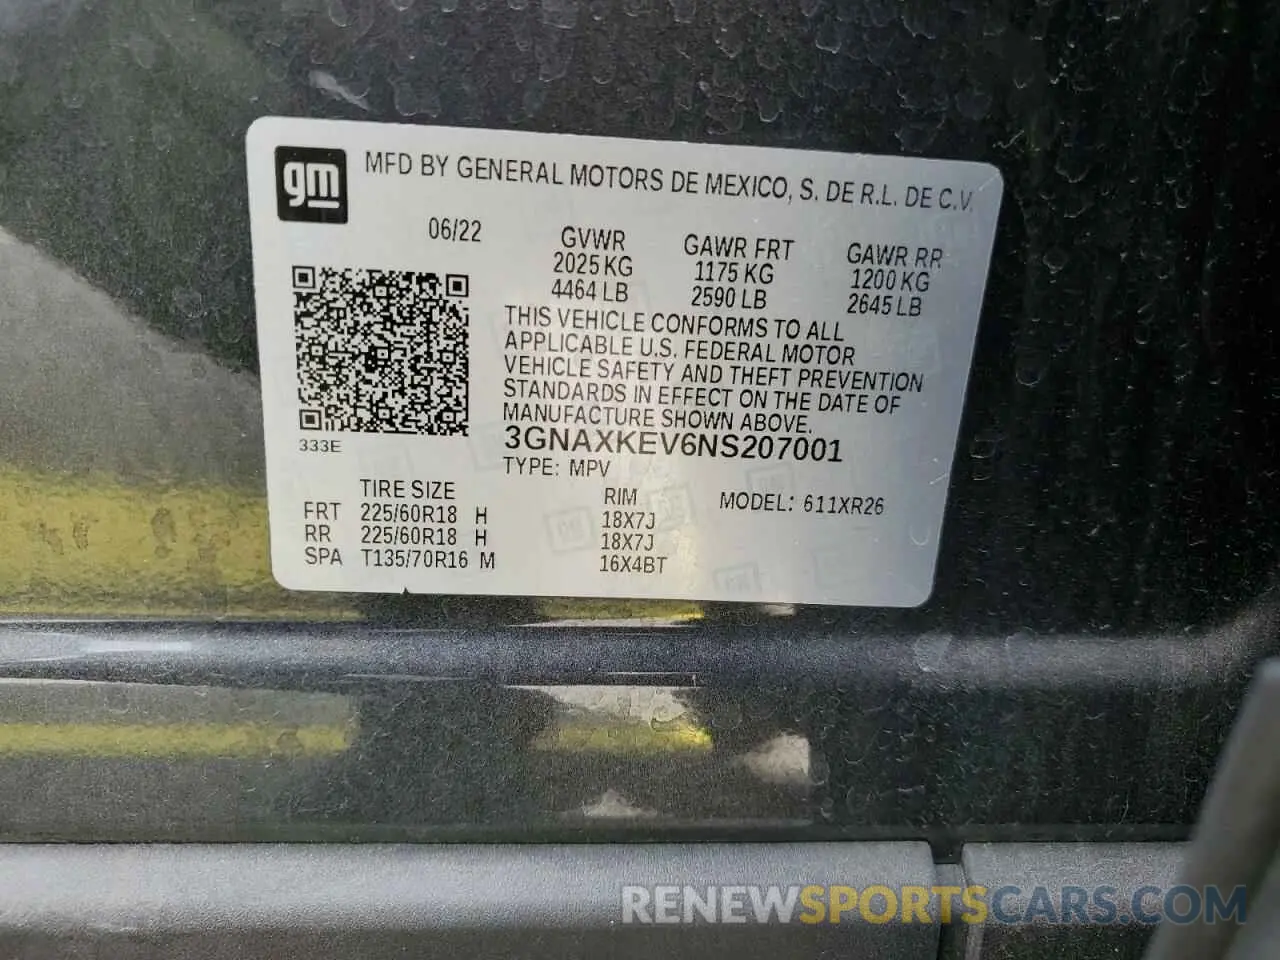 gm MFD BY GENERAL MOTORS DE MEXICO, S. DE R.L. DE C.V.
06/22 GVWR GAWR FRT GAWR RR
2025 KG 1175 KG 1200 KG
4464 LB 2590 LB 2645 LB
THIS VEHICLE CONFORMS TO ALL
APPLICABLE U.S. FEDERAL MOTOR
VEHICLE SAFETY AND THEFT PREVENTION
STANDARDS IN EFFECT ON THE DATE OF
MANUFACTURE SHOWN ABOVE.
333E
3GNAXKEV6NS207001
TYPE: MPV
TIRE SIZE RIM MODEL: 611XR26
FRT 225/60R18 H 18X7J
RR 225/60R18 H 18X7J
SPA T135/70R16 M 16X4BT
RENEWSPORTSCARS.COM